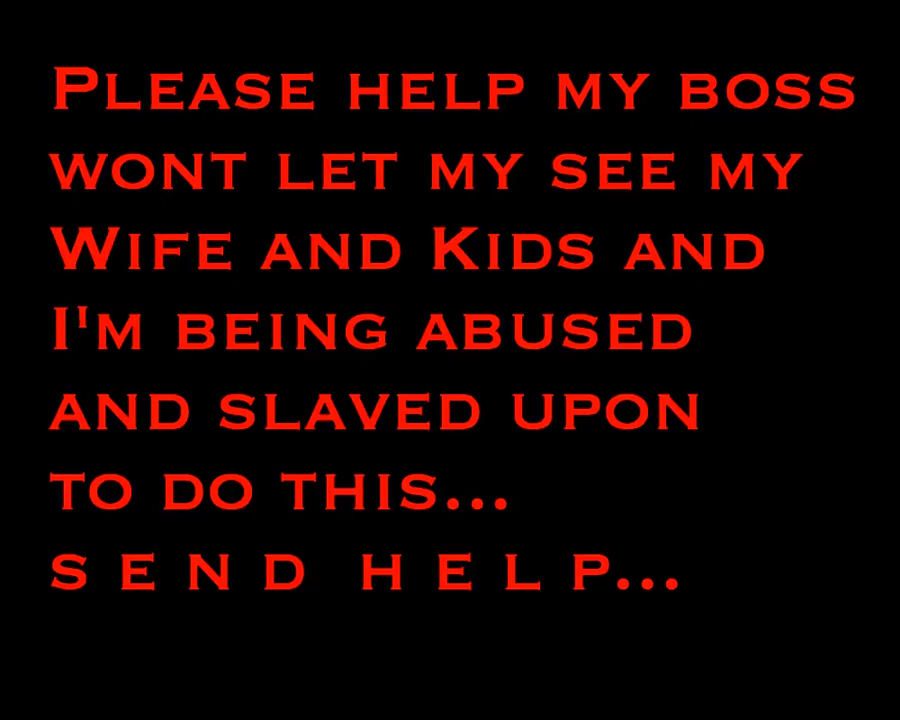 Please help my boss
wont let my see my
Wife and Kids and
I'm being abused
and slaved upon
to do this...
s e n d  h e l p...